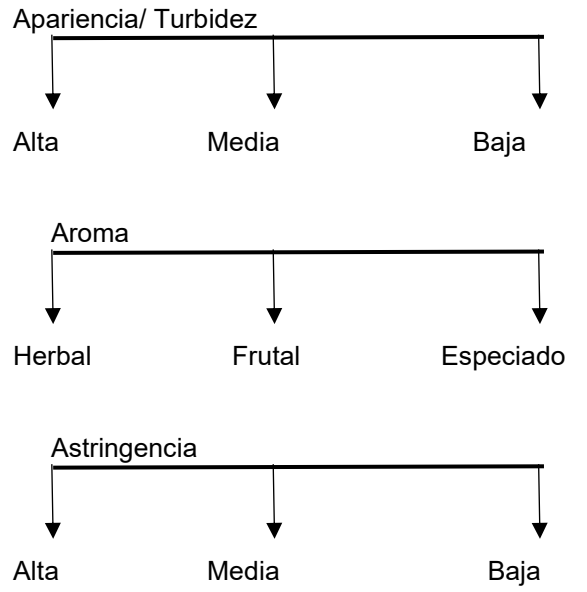 Apariencia/ Turbidez
Alta Media Baja
Aroma
Herbal Frutal Especiado
Astringencia
Alta Media Baja